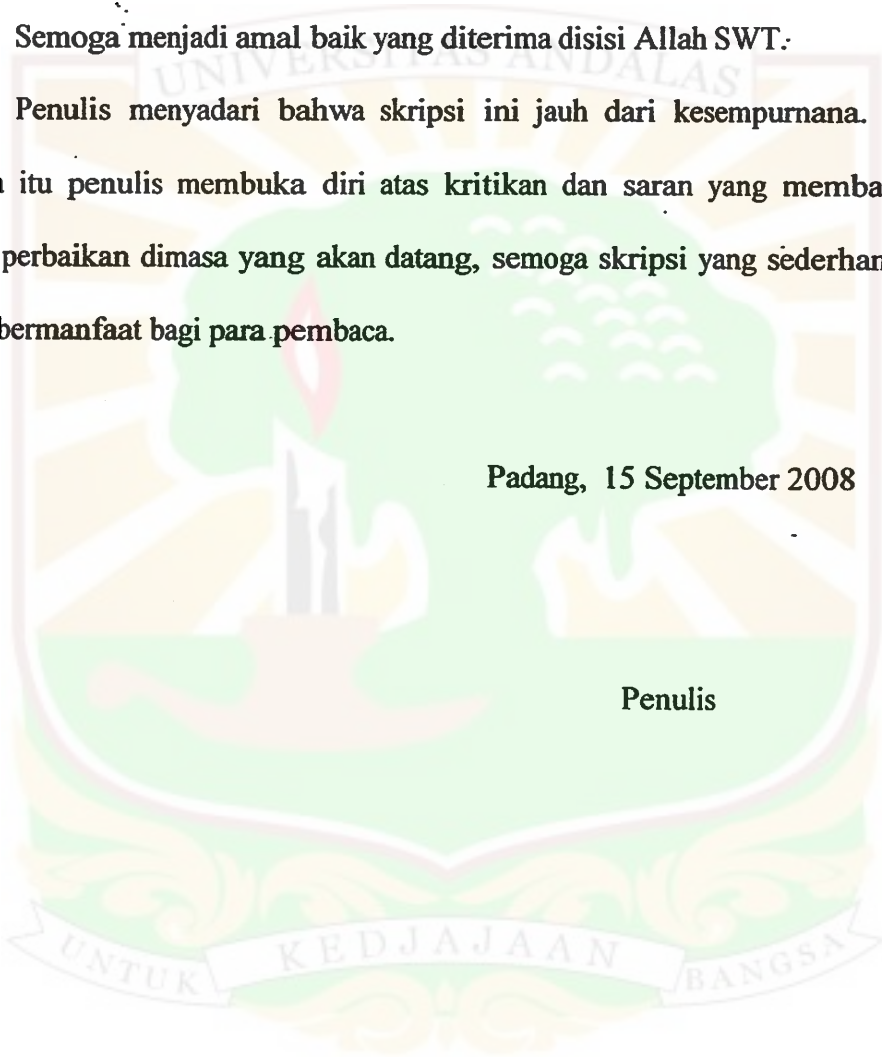 Semoga menjadi amal baik yang diterima disisi Allah SWT.
UNIVERSITAS ANDALAS
Penulis menyadari bahwa skripsi ini jauh dari kesempurnana.
itu penulis membuka diri atas kritikan dan saran yang memba
perbaikan dimasa yang akan datang, semoga skripsi yang sederhan
bermanfaat bagi para pembaca.
Padang, 15 September 2008
Penulis
UNTUK KEDJAJAAN BANGSA